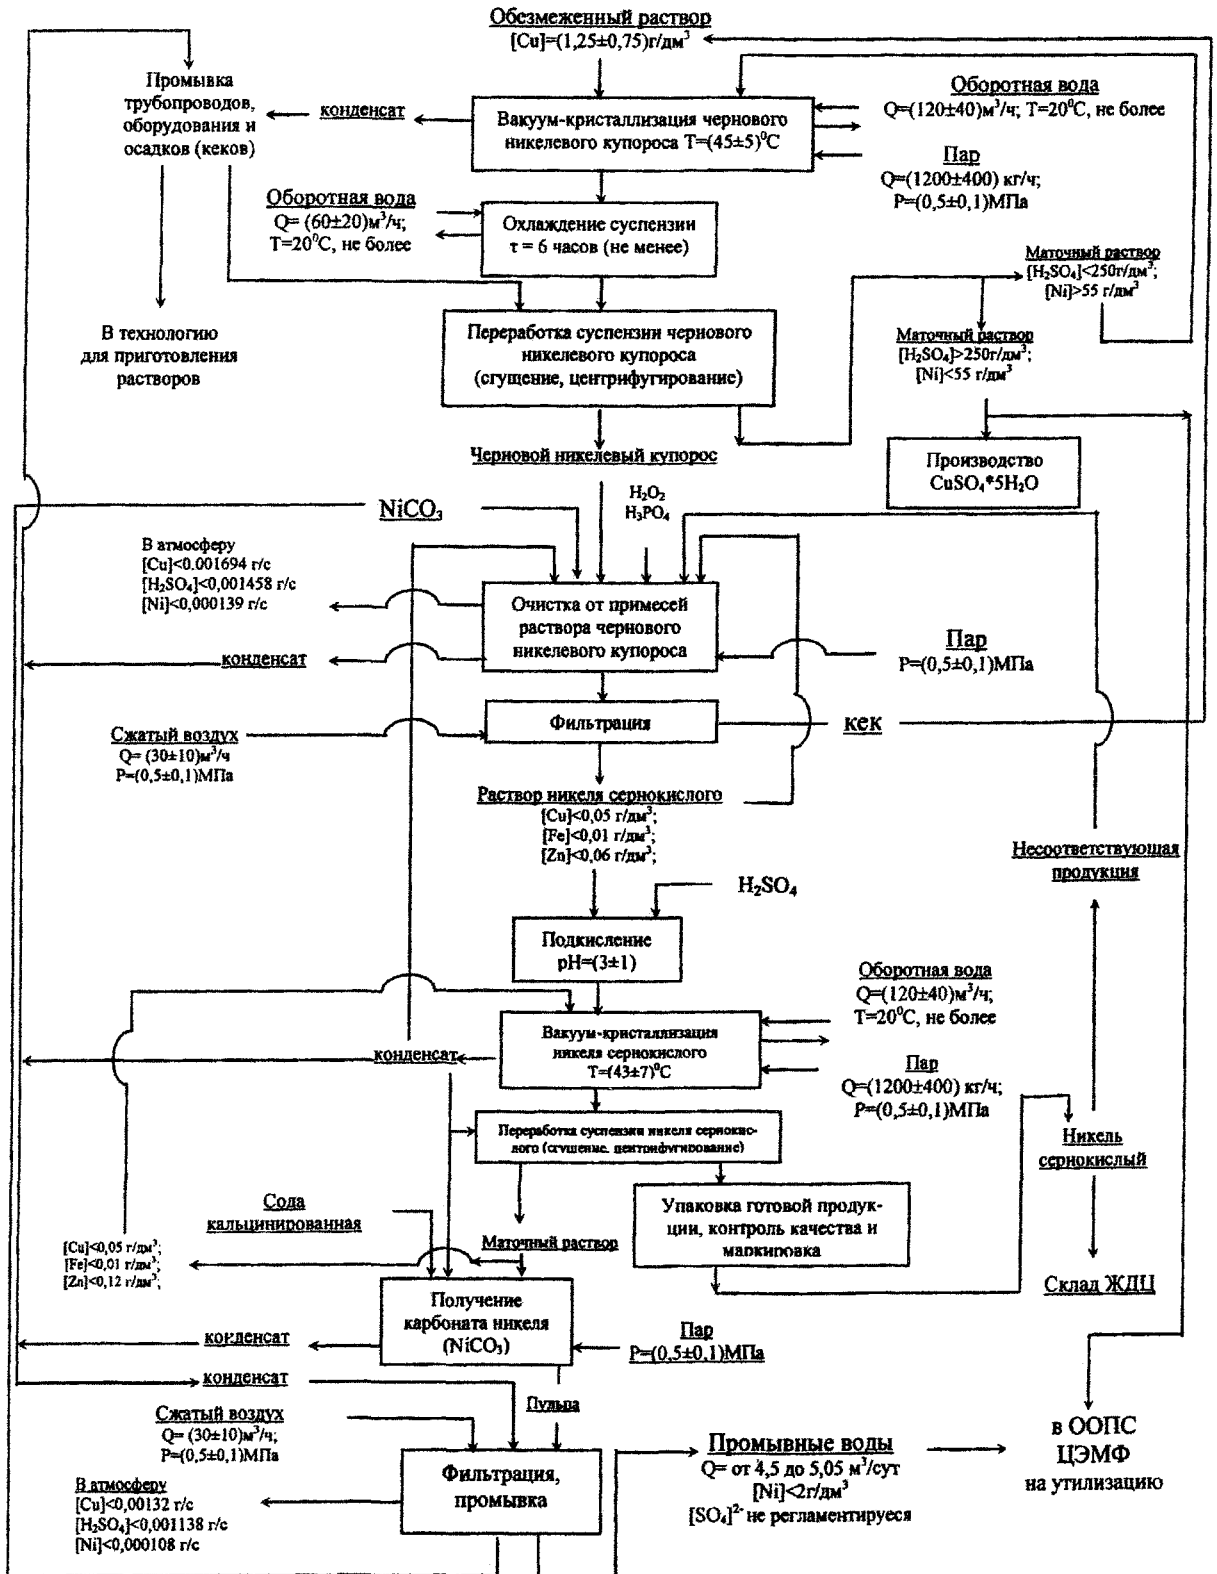 Обезмеженный раствор
[Cu]=(1,25±0,75)г/дм³
Промывка
трубопроводов,
оборудования и
осадков (кеков)
конденсат
Вакуум-кристаллизация чернового
никелевого купороса T=(45±5)⁰C
Оборотная вода
Q=(120±40)м³/ч; T=20⁰C, не более
Пар
Q=(1200±400) кг/ч;
P=(0,5±0,1)МПа
Оборотная вода
Q= (60±20)м³/ч;
T=20⁰C, не более
Охлаждение суспензии
τ = 6 часов (не менее)
Маточный раствор
[H₂SO₄]<250г/дм³;
[Ni]>55 г/дм³
В технологию
для приготовления
растворов
Переработка суспензии чернового
никелевого купороса
(сгущение, центрифугирование)
Маточный раствор
[H₂SO₄]>250г/дм³;
[Ni]<55 г/дм³
Черновой никелевый купорос
Производство
CuSO₄*5H₂O
NiCO₃
H₂O₂
H₃PO₄
В атмосферу
[Cu]<0.001694 г/с
[H₂SO₄]<0,001458 г/с
[Ni]<0,000139 г/с
Очистка от примесей
раствора чернового
никелевого купороса
конденсат
Пар
P=(0,5±0,1)МПа
Сжатый воздух
Q= (30±10)м³/ч
P=(0,5±0,1)МПа
Фильтрация
кек
Раствор никеля сернокислого
[Cu]<0,05 г/дм³;
[Fe]<0,01 г/дм³;
[Zn]<0,06 г/дм³;
Несоответствующая
продукция
H₂SO₄
Подкисление
pH=(3±1)
Оборотная вода
Q=(120±40)м³/ч;
T=20⁰C, не более
Вакуум-кристаллизация
никеля сернокислого
T=(43±7)⁰C
конденсат
Пар
Q=(1200±400) кг/ч;
P=(0,5±0,1)МПа
Переработка суспензии никеля сернокис-
лого (сгущение, центрифугирование)
Никель
сернокислый
Сода
кальцинированная
Упаковка готовой продук-
ции, контроль качества и
маркировка
[Cu]<0,05 г/дм³;
[Fe]<0,01 г/дм³;
[Zn]<0,12 г/дм³;
Маточный раствор
Склад ЖДЦ
Получение
карбоната никеля
(NiCO₃)
конденсат
Пар
P=(0,5±0,1)МПа
конденсат
Пульпа
Сжатый воздух
Q= (30±10)м³/ч;
P=(0,5±0,1)МПа
в ООПС
ЦЭМФ
на утилизацию
Промывные воды
Q= от 4,5 до 5,05 м³/сут
[Ni]<2г/дм³
[SO₄]²⁻ не регламентируеся
Фильтрация,
промывка
В атмосферу
[Cu]<0,00132 г/с
[H₂SO₄]<0,001138 г/с
[Ni]<0,000108 г/с